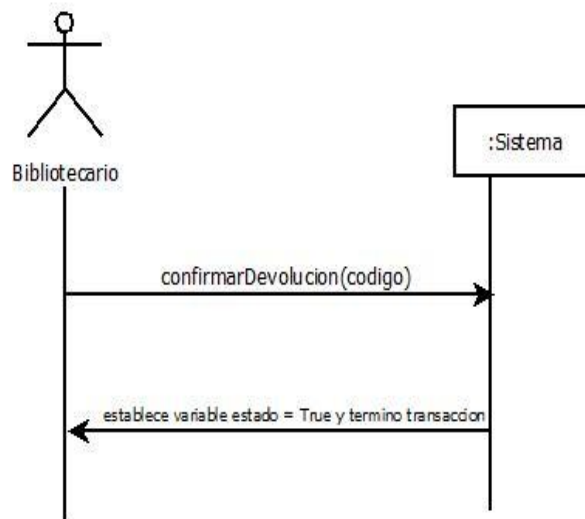 :Sistema
Bibliotecario
confirmarDevolucion(codigo)
establece variable estado = True y termino transaccion